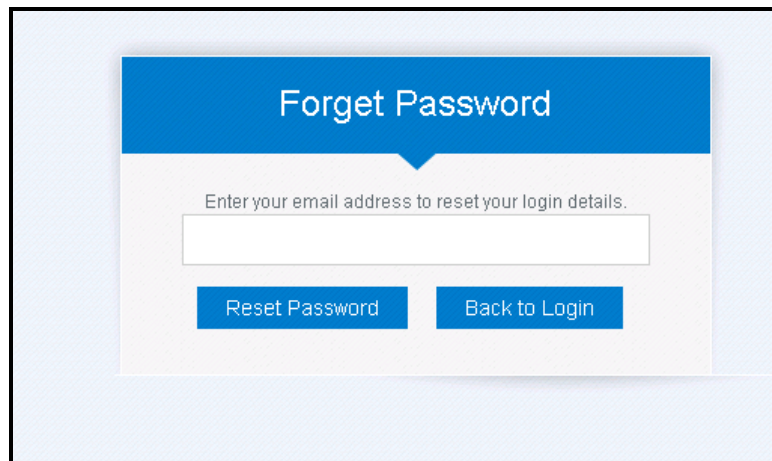 Forget Password
Enter your email address to reset your login details.
Reset Password
Back to Login